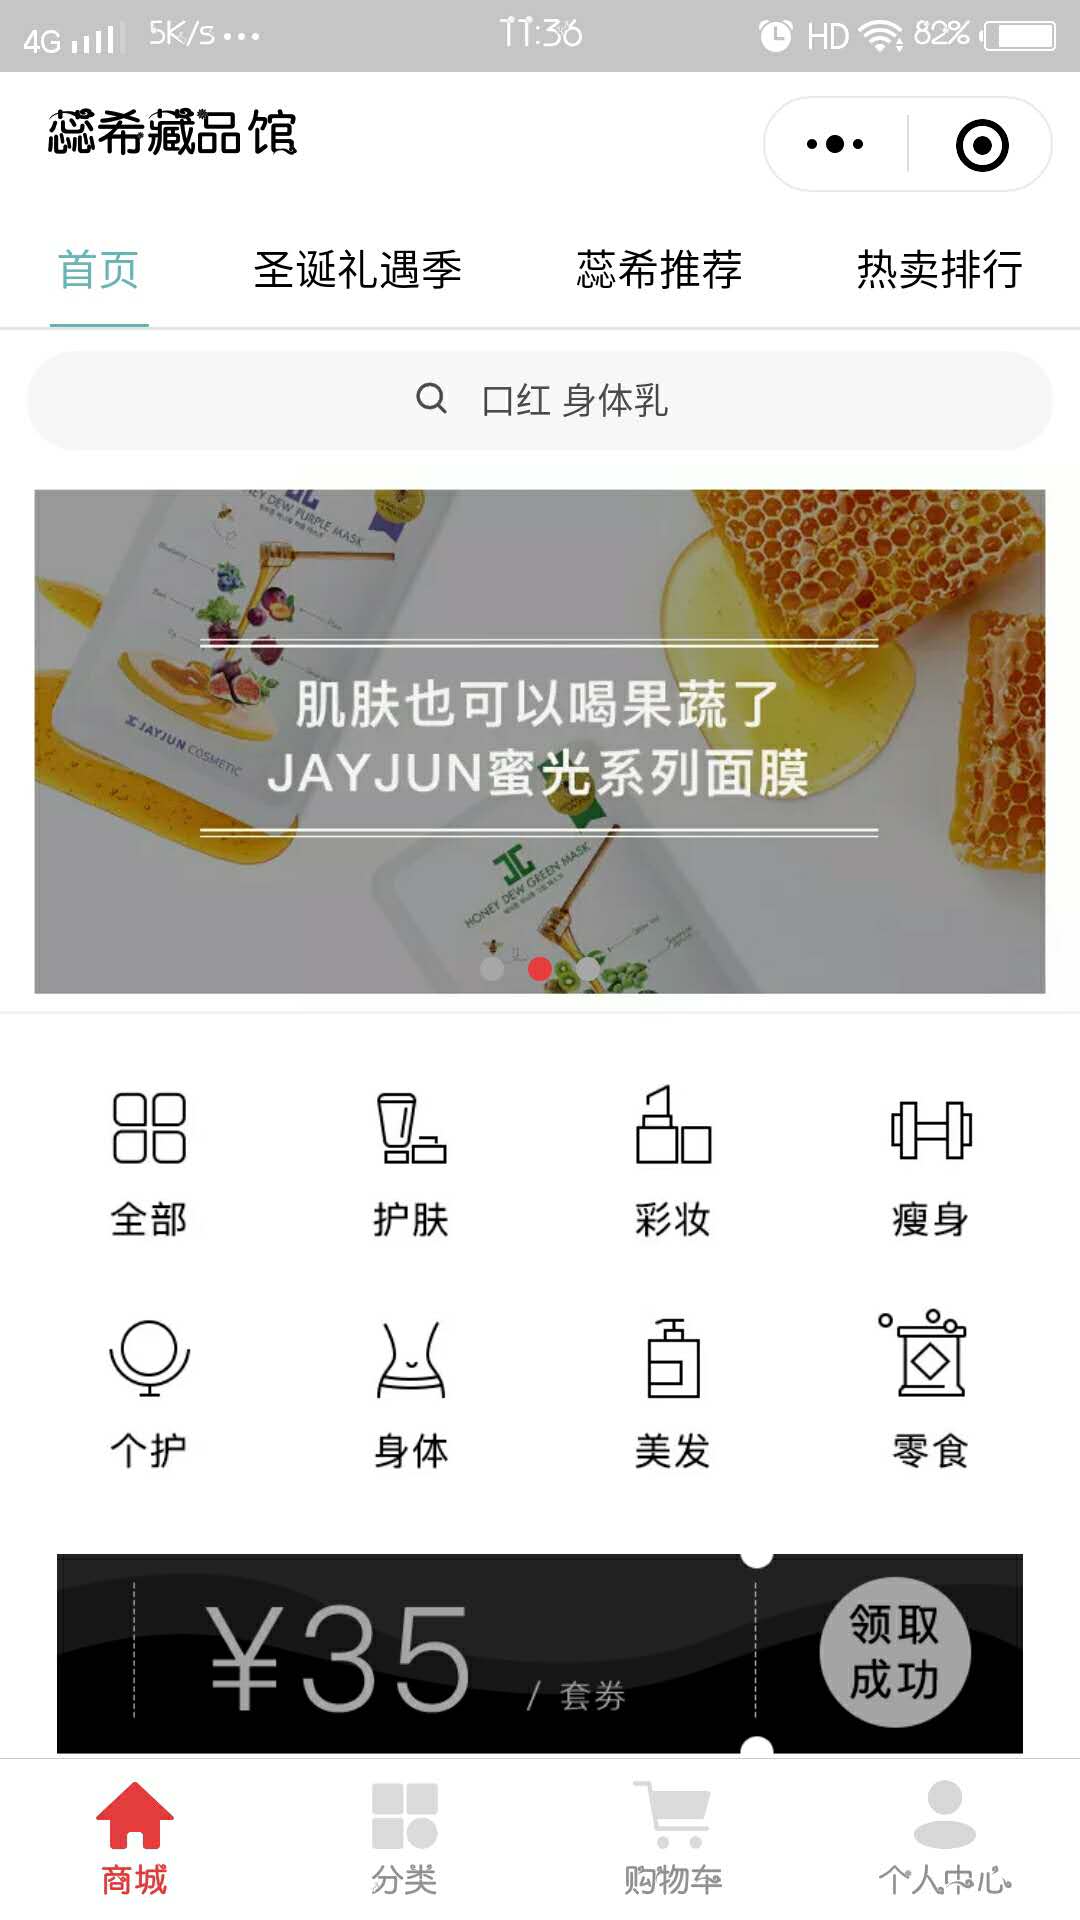 4G 5K/s ... 11:36 HD 82%
蕊希藏品馆
首页 圣诞礼遇季 蕊希推荐 热卖排行
口红 身体乳
HONEY DEW PURPLE MASK
JAYJUN COSMETIC
肌肤也可以喝果蔬了
JAYJUN蜜光系列面膜
HONEY DEW GREEN MASK
全部 护肤 彩妆 瘦身
个护 身体 美发 零食
¥35 / 套券
领取
成功
商城 分类 购物车 个人中心